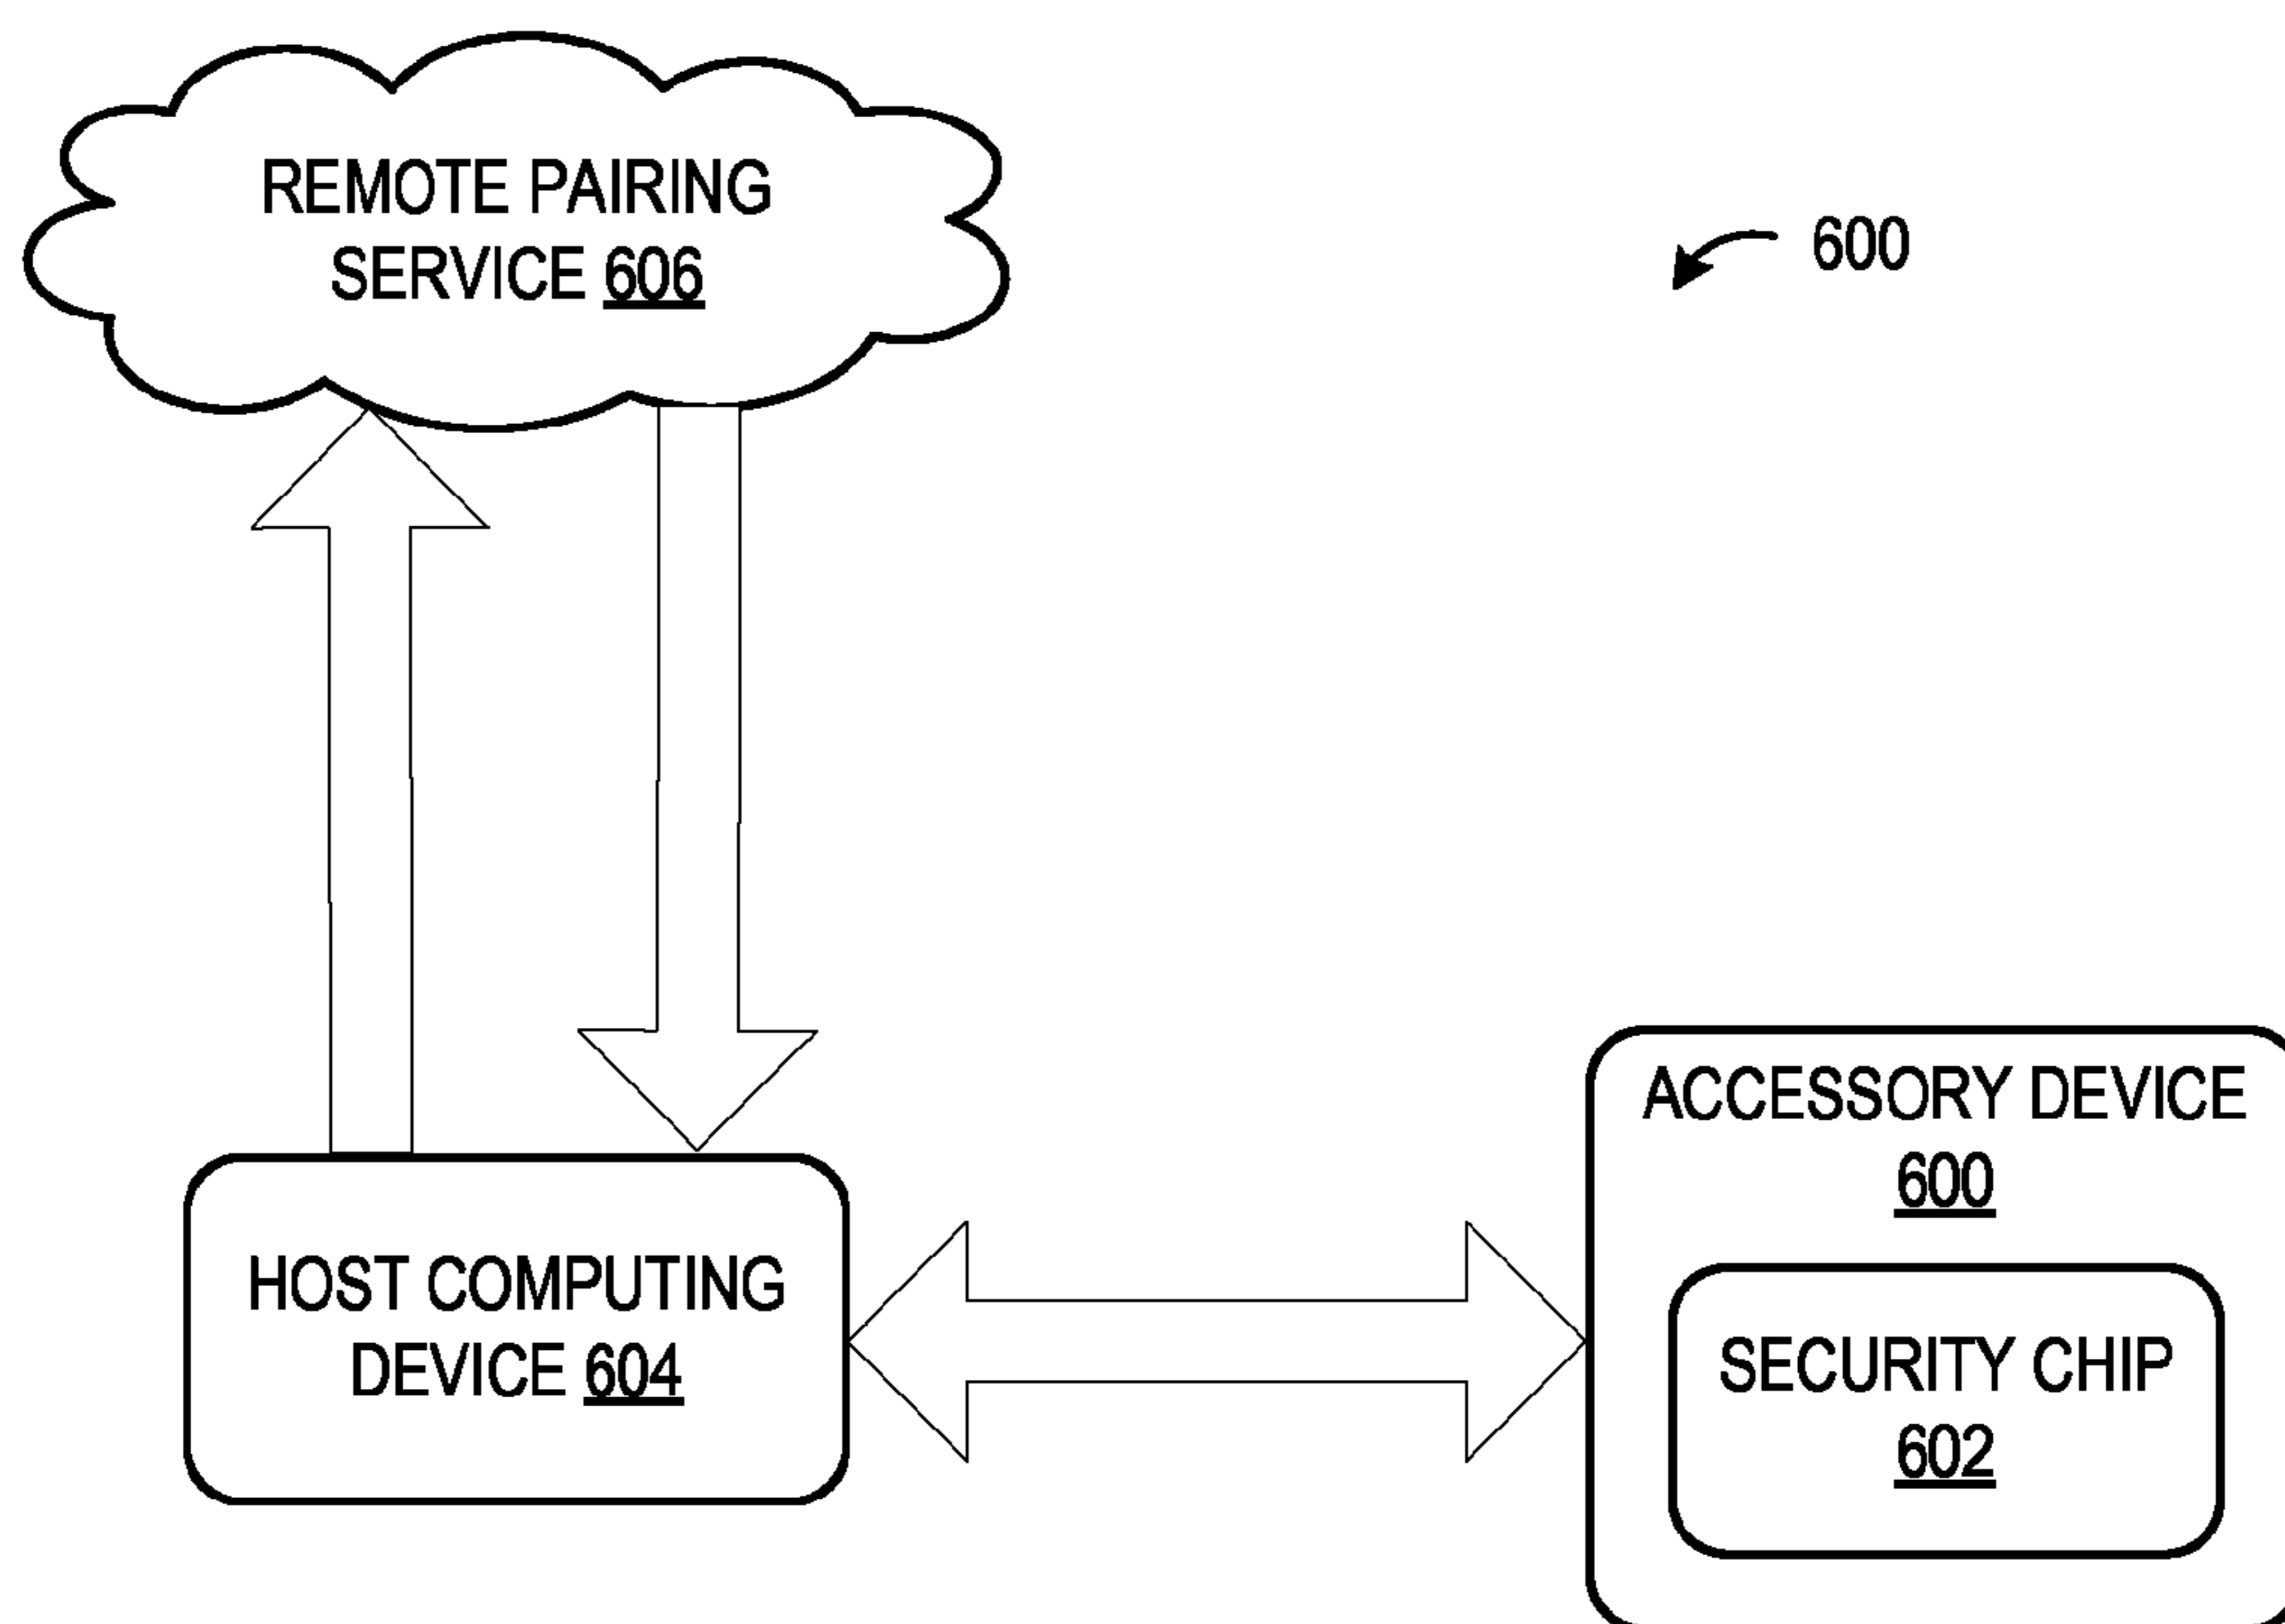 REMOTE PAIRING
SERVICE 606
600
ACCESSORY DEVICE
600
HOST COMPUTING
DEVICE 604
SECURITY CHIP
602